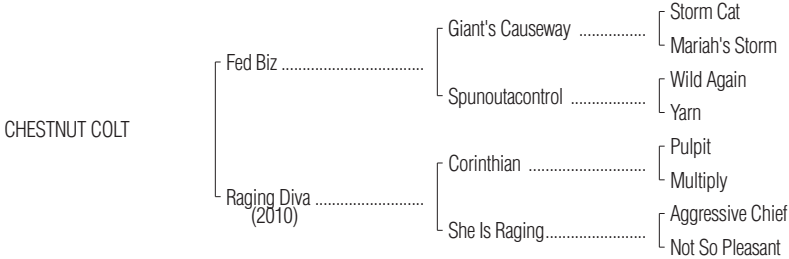 Storm Cat
Giant's Causeway ................
Mariah's Storm
Fed Biz ..................................
Wild Again
Spunoutacontrol ..................
Yarn
CHESTNUT COLT
Pulpit
Corinthian ............................
Multiply
Raging Diva ..........................
(2010)
Aggressive Chief
She Is Raging........................
Not So Pleasant